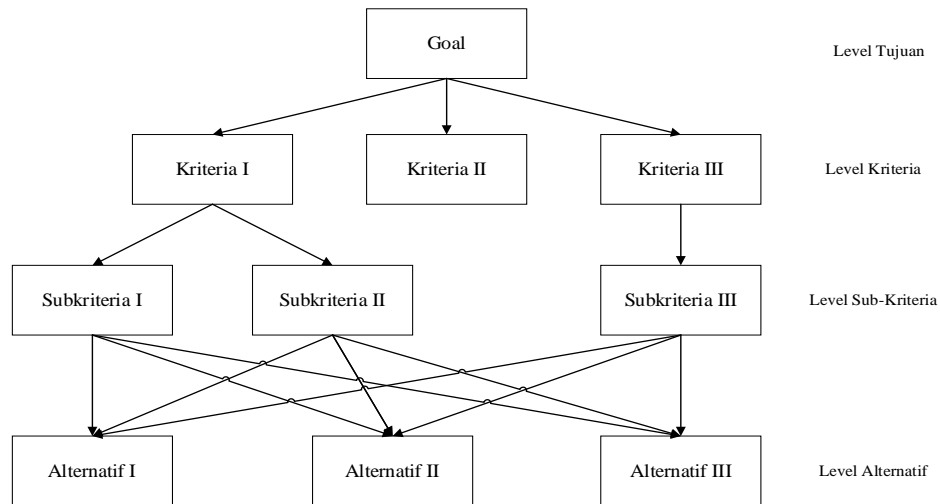 Goal
Level Tujuan
Kriteria I
Kriteria II
Kriteria III
Level Kriteria
Subkriteria I
Subkriteria II
Subkriteria III
Level Sub-Kriteria
Alternatif I
Alternatif II
Alternatif III
Level Alternatif